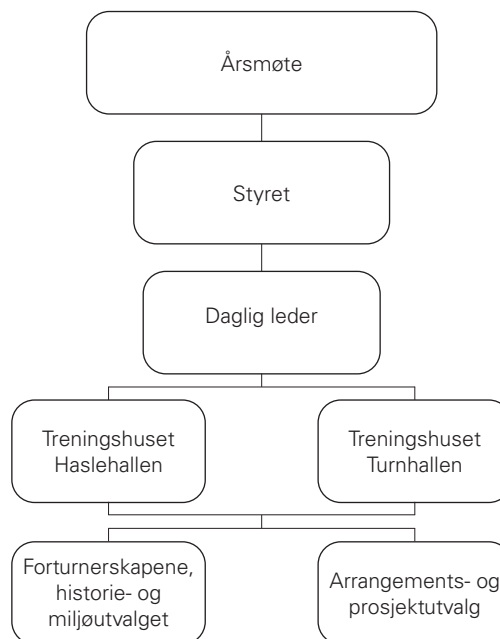 Årsmøte
Styret
Daglig leder
Treningshuset
Haslehallen
Treningshuset
Turnhallen
Forturnerskapene,
historie- og
miljøutvalget
Arrangements- og
prosjektutvalg